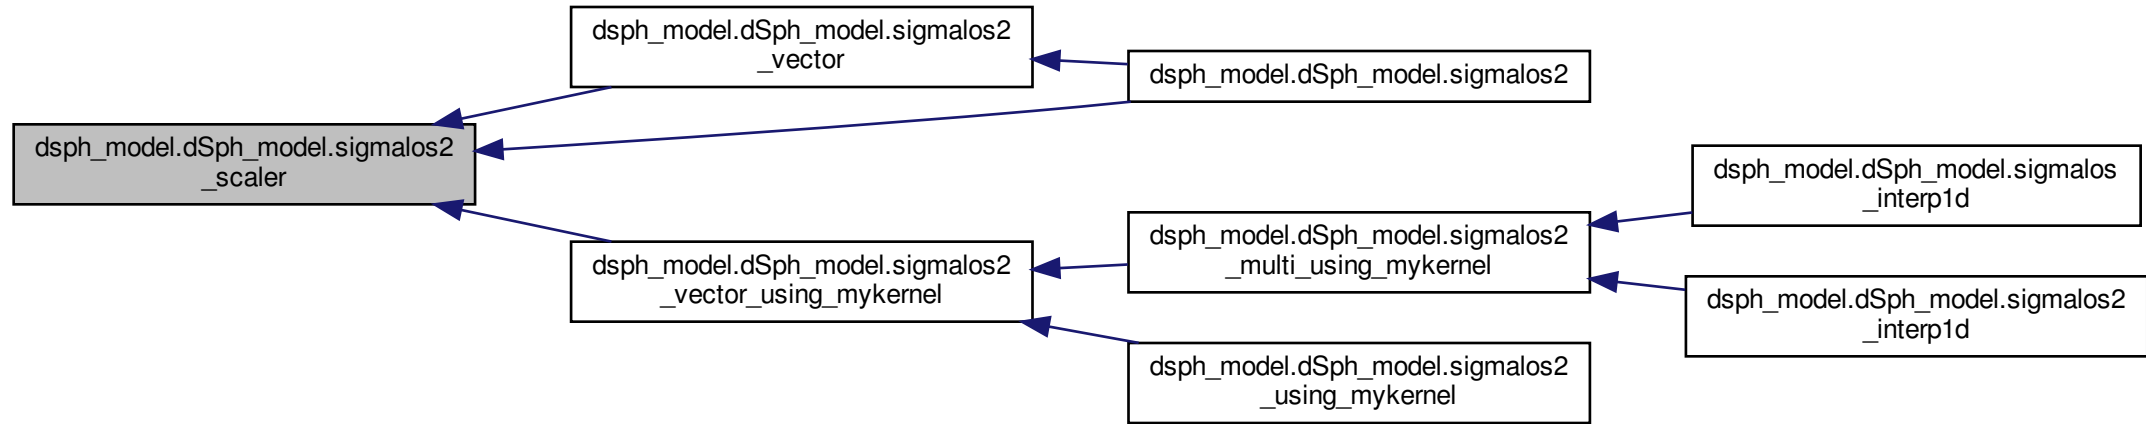 dsph_model.dSph_model.sigmalos2
_scaler
dsph_model.dSph_model.sigmalos2
_vector
dsph_model.dSph_model.sigmalos2
dsph_model.dSph_model.sigmalos2
_vector_using_mykernel
dsph_model.dSph_model.sigmalos2
_multi_using_mykernel
dsph_model.dSph_model.sigmalos
_interp1d
dsph_model.dSph_model.sigmalos2
_interp1d
dsph_model.dSph_model.sigmalos2
_using_mykernel